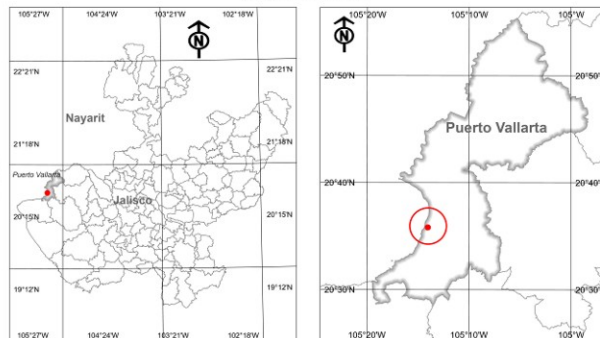 105°27'W 104°24'W 103°21'W 102°18'W
N
22°21'N 22°21'N
Nayarit
21°18'N 21°18'N
Puerto Vallarta
Jalisco
20°15'N 20°15'N
19°12'N 19°12'N
105°27'W 104°24'W 103°21'W 102°18'W
105°20'W 105°10'W 105°W
N
20°50'N 20°50'N
Puerto Vallarta
20°40'N 20°40'N
20°30'N 20°30'N
105°20'W 105°10'W 105°W